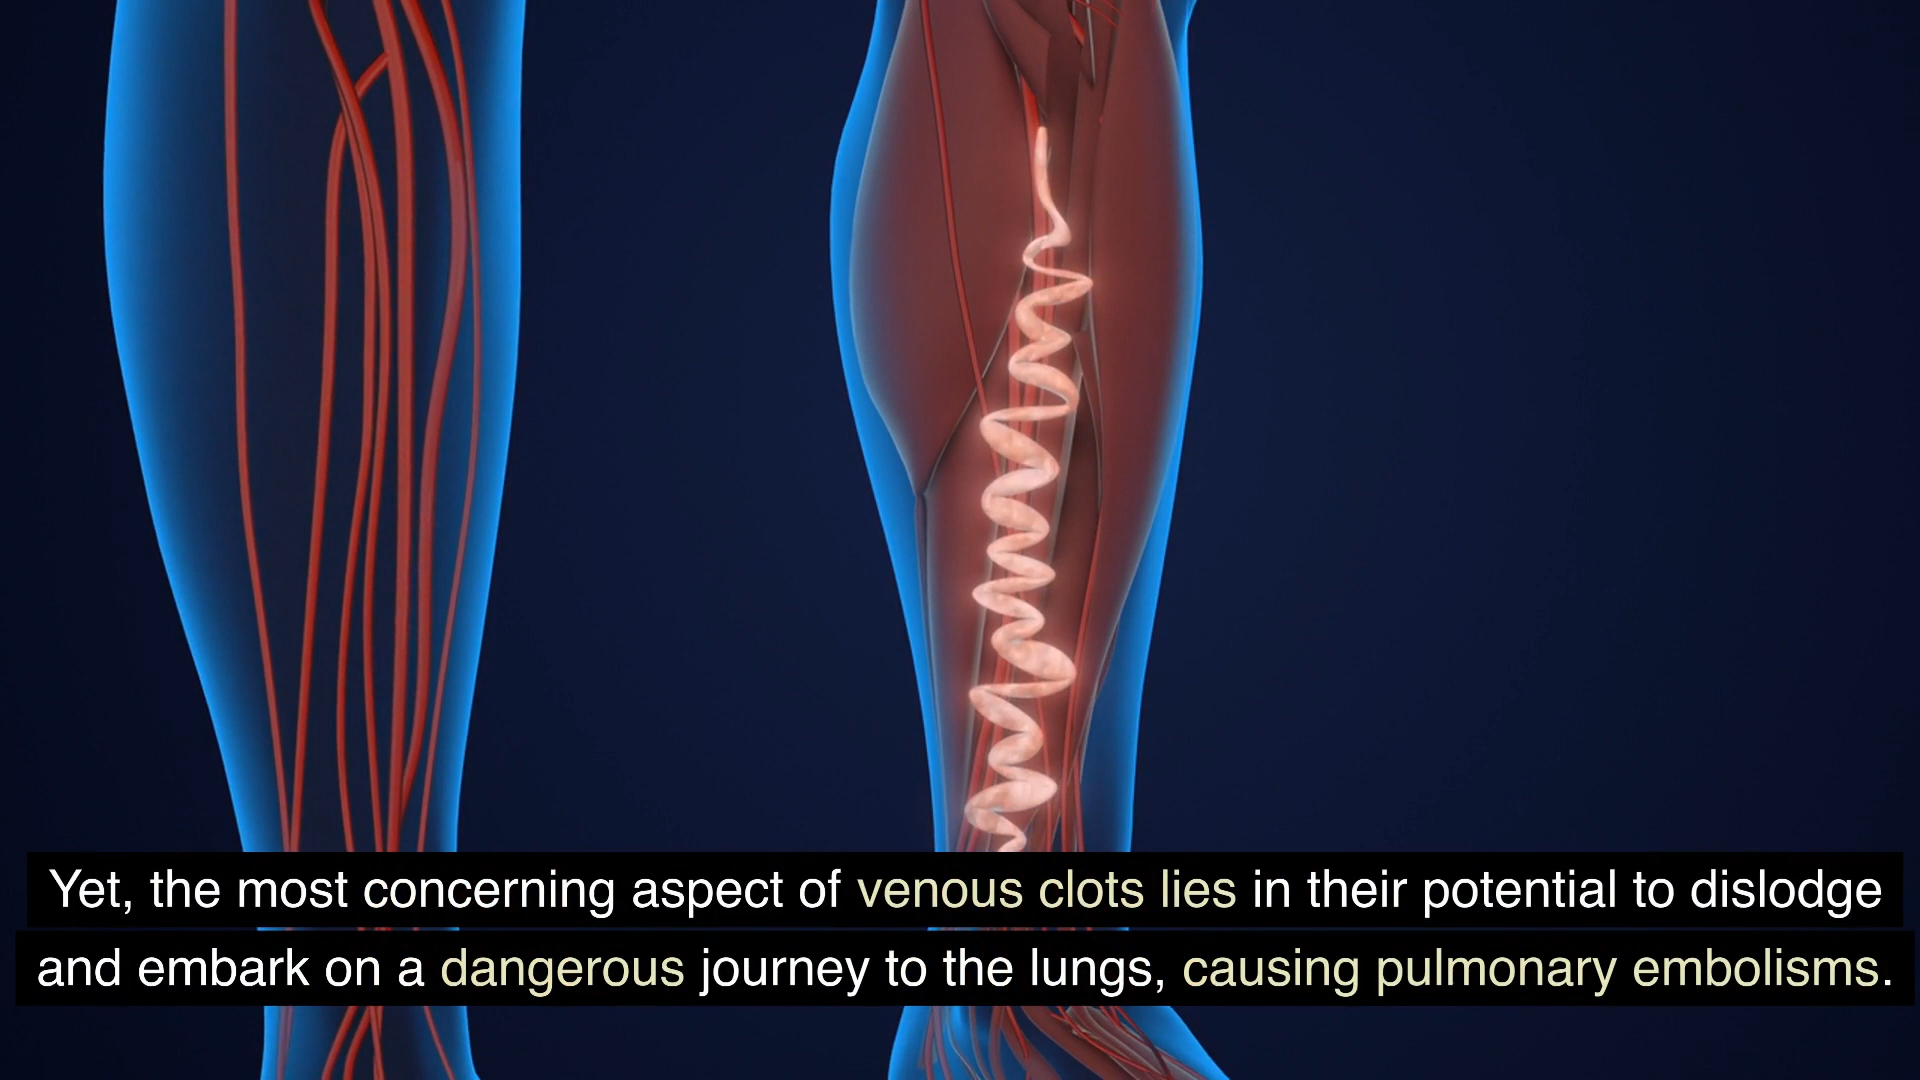 Yet, the most concerning aspect of venous clots lies in their potential to dislodge
and embark on a dangerous journey to the lungs, causing pulmonary embolisms.